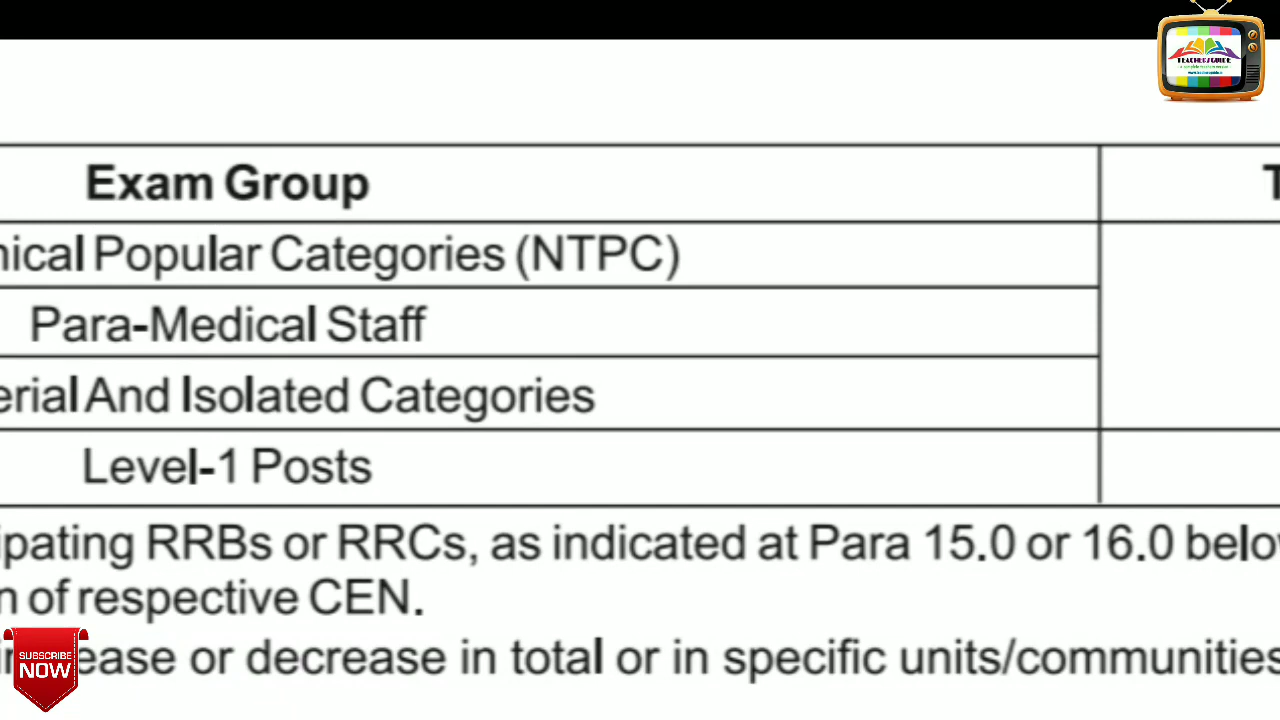 TEACHERSGUIDE
Exam Group
nical Popular Categories (NTPC)
Para-Medical Staff
erial And Isolated Categories
Level-1 Posts
ipating RRBs or RRCs, as indicated at Para 15.0 or 16.0 below
n of respective CEN.
ease or decrease in total or in specific units/communities
SUBSCRIBE
NOW